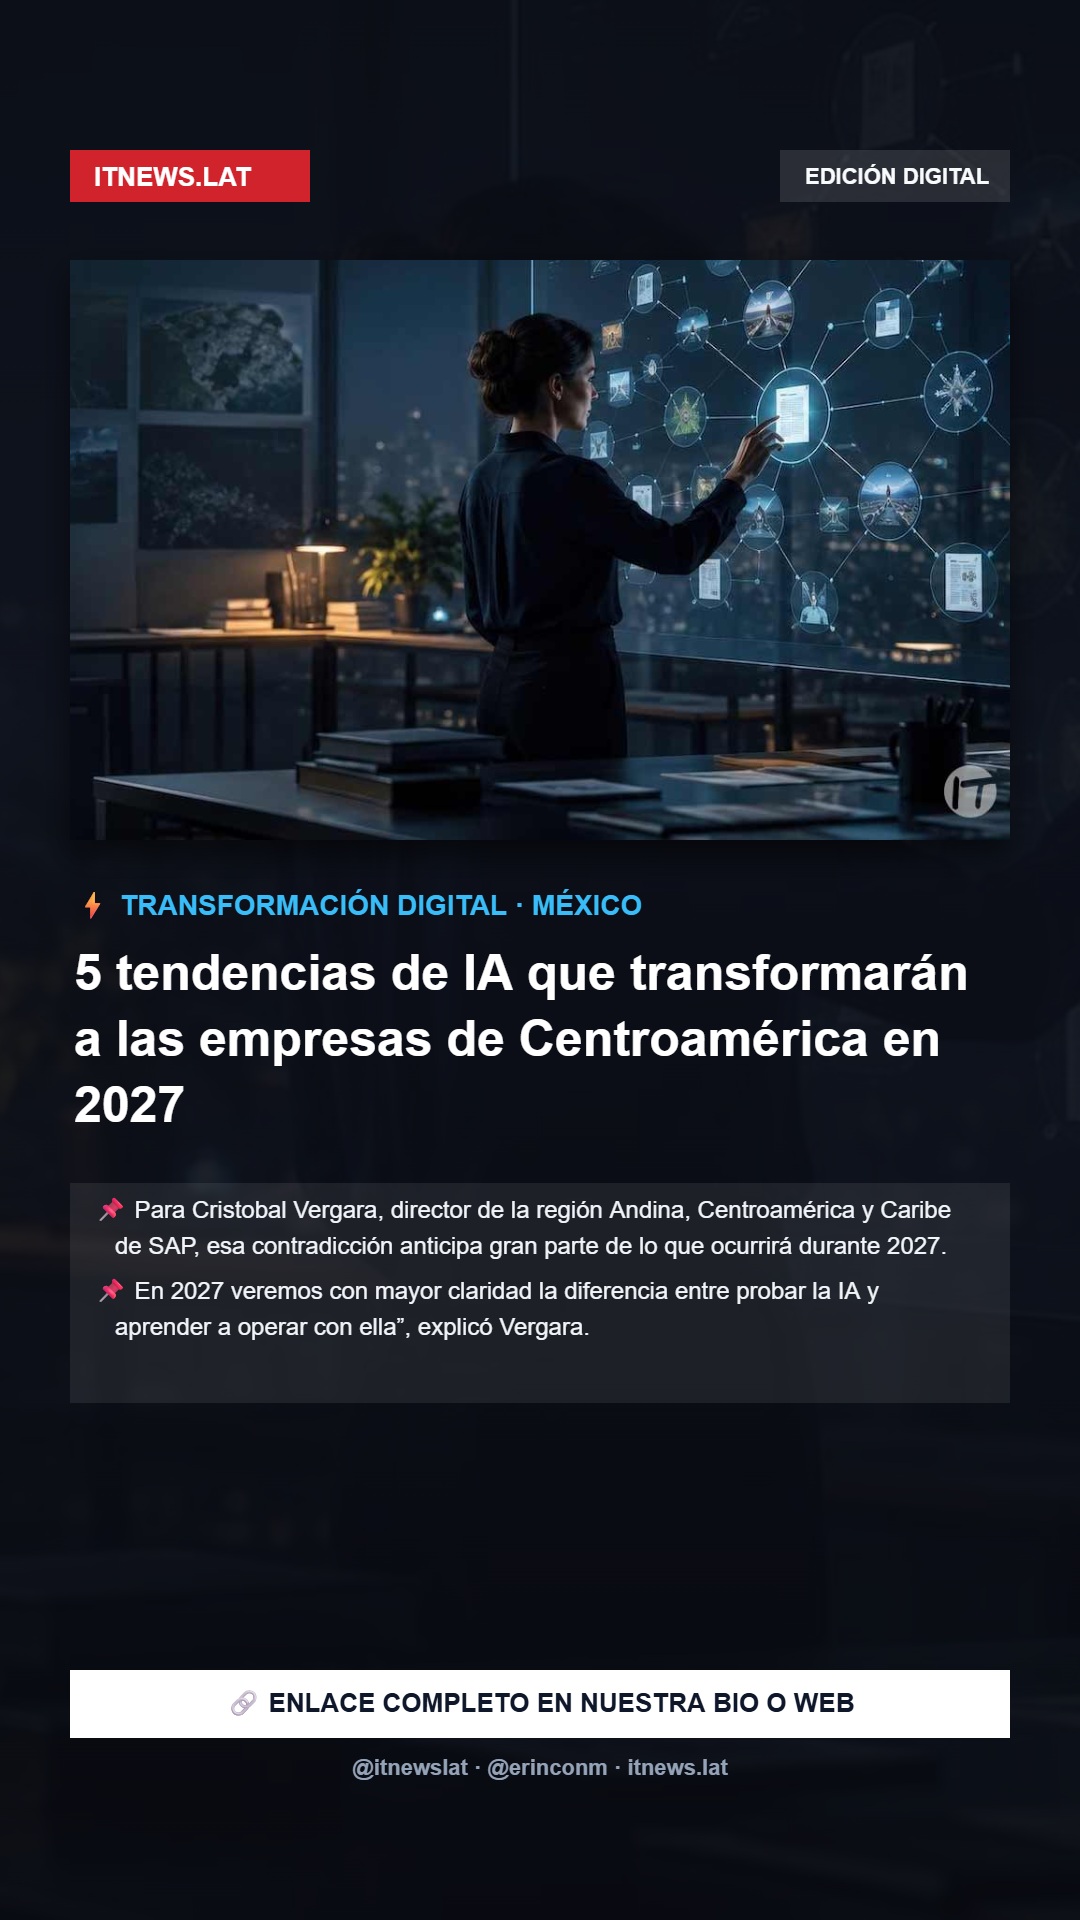 ITNEWS.LAT
EDICIÓN DIGITAL
IT
TRANSFORMACIÓN DIGITAL · MÉXICO
5 tendencias de IA que transformarán
a las empresas de Centroamérica en
2027
Para Cristobal Vergara, director de la región Andina, Centroamérica y Caribe
de SAP, esa contradicción anticipa gran parte de lo que ocurrirá durante 2027.
En 2027 veremos con mayor claridad la diferencia entre probar la IA y
aprender a operar con ella”, explicó Vergara.
ENLACE COMPLETO EN NUESTRA BIO O WEB
@itnewslat · @erinconm · itnews.lat